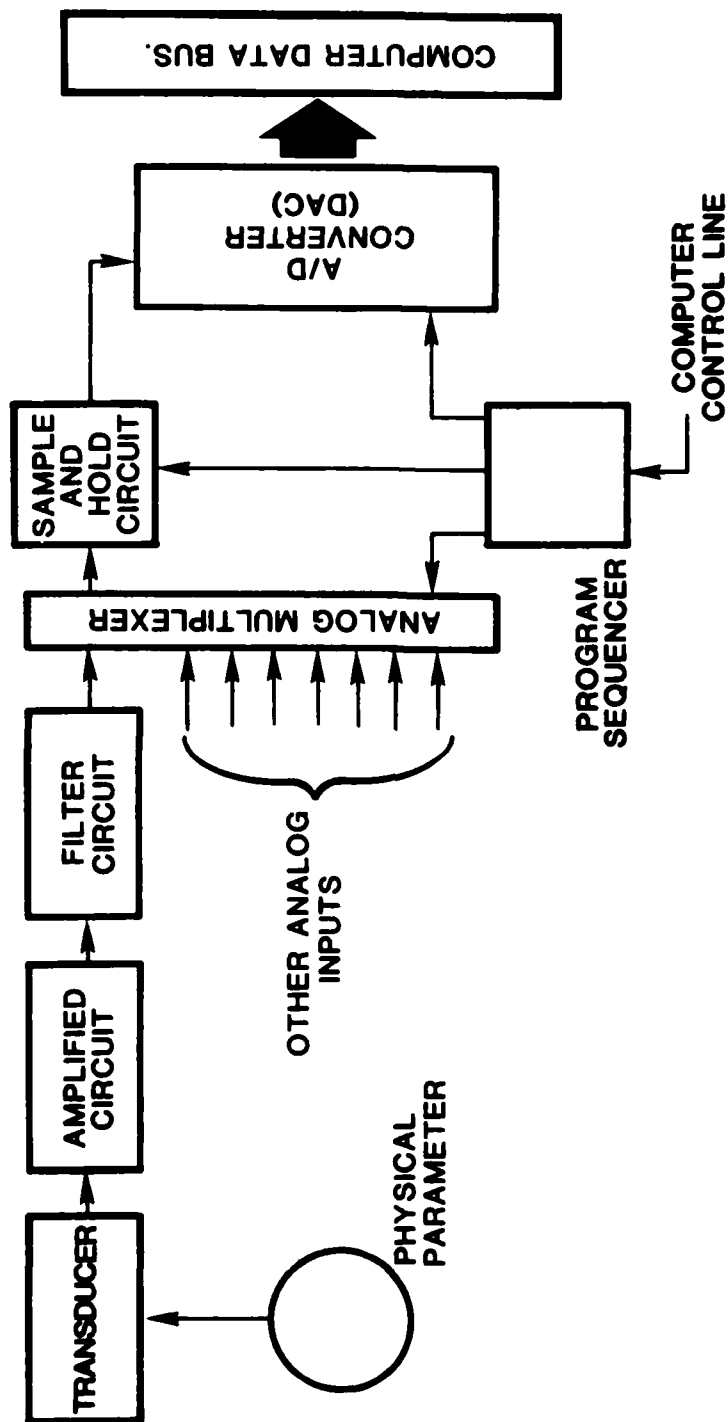 TRANSDUCER
AMPLIFIED
CIRCUIT
FILTER
CIRCUIT
ANALOG MULTIPLEXER
SAMPLE
AND
HOLD
CIRCUIT
A/D
CONVERTER
(DAC)
COMPUTER DATA BUS.
PHYSICAL
PARAMETER
OTHER ANALOG
INPUTS
PROGRAM
SEQUENCER
COMPUTER
CONTROL LINE